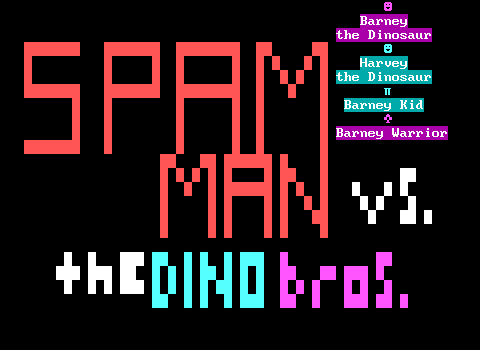 SPAM
MAN
vs.
the DINO bros.
Barney
the Dinosaur
Harvey
the Dinosaur
Barney Kid
Barney Warrior